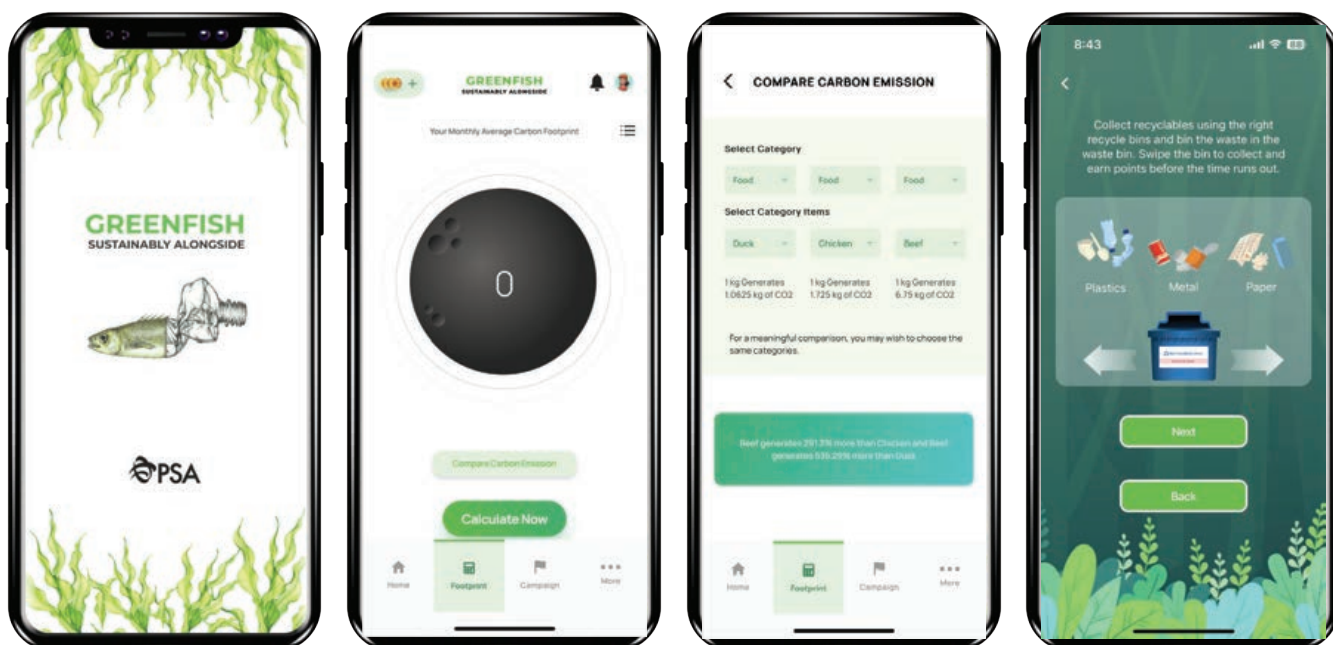 GREENFISH
SUSTAINABLY ALONGSIDE
PSA
GREENFISH
SUSTAINABLY ALONGSIDE
Your Monthly Average Carbon Footprint
0
Compare Carbon Emission
Calculate Now
Home
Footprint
Campaign
More
COMPARE CARBON EMISSION
Select Category
Food Food Food
Select Category Items
Duck Chicken Beef
1 kg Generates 1 kg Generates 1 kg Generates
1.0625 kg of CO2 1.725 kg of CO2 6.75 kg of CO2
For a meaningful comparison, you may wish to choose the
same categories.
Beef generates 291.3% more than Chicken and Beef
generates 535.29% more than Duck
Home
Footprint
Campaign
More
8:43
88
Collect recyclables using the right
recycle bins and bin the waste in the
waste bin. Swipe the bin to collect and
earn points before the time runs out.
Plastics Metal Paper
Next
Back